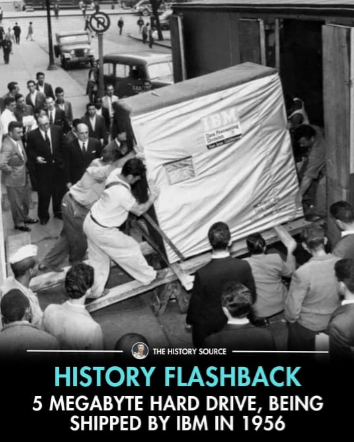 IBM
THE HISTORY SOURCE
HISTORY FLASHBACK
5 MEGABYTE HARD DRIVE, BEING
SHIPPED BY IBM IN 1956